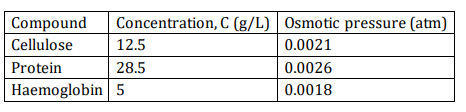 Compound Concentration, C (g/L) Osmotic pressure (atm)
Cellulose 12.5 0.0021
Protein 28.5 0.0026
Haemoglobin 5 0.0018